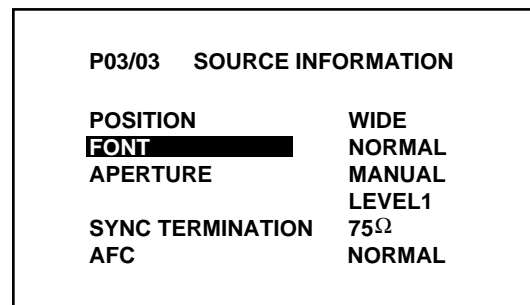 P03/03 SOURCE INFORMATION
POSITION WIDE
FONT NORMAL
APERTURE MANUAL
LEVEL1
SYNC TERMINATION 75Ω
AFC NORMAL